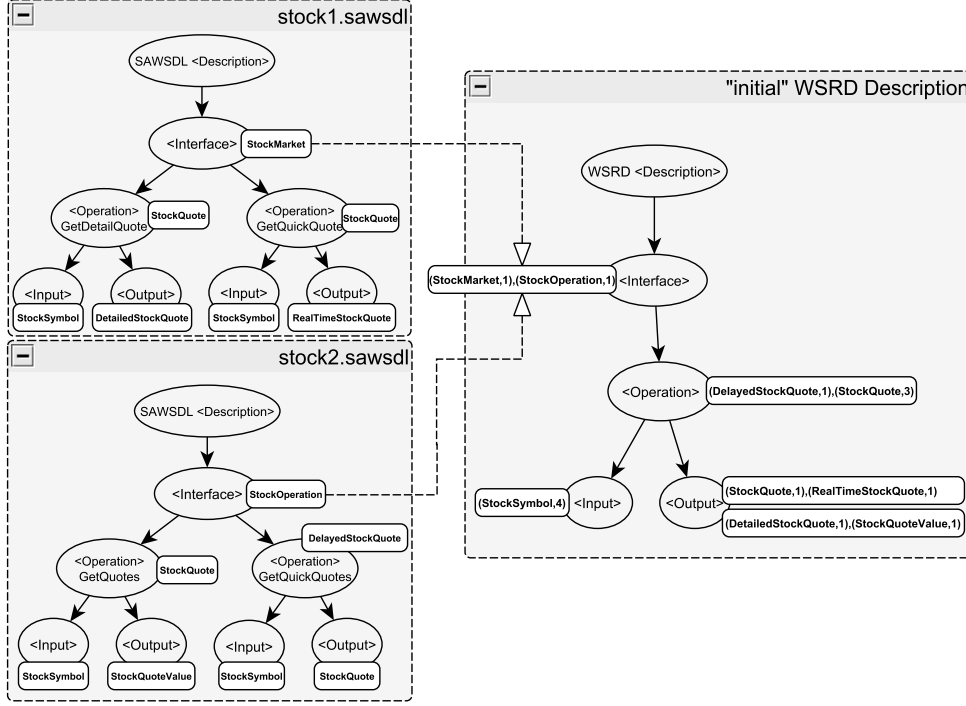 stock1.sawsdl
SAWSDL <Description>
<Interface>
StockMarket
<Operation>
GetDetailQuote
StockQuote
<Operation>
GetQuickQuote
StockQuote
<Input>
StockSymbol
<Output>
DetailedStockQuote
<Input>
StockSymbol
<Output>
RealTimeStockQuote
stock2.sawsdl
SAWSDL <Description>
<Interface>
StockOperation
<Operation>
GetQuotes
StockQuote
DelayedStockQuote
<Operation>
GetQuickQuotes
<Input>
StockSymbol
<Output>
StockQuoteValue
<Input>
StockSymbol
<Output>
StockQuote
"initial" WSRD Description
WSRD <Description>
(StockMarket,1),(StockOperation,1)
<Interface>
<Operation>
(DelayedStockQuote,1),(StockQuote,3)
(StockSymbol,4)
<Input>
<Output>
(StockQuote,1),(RealTimeStockQuote,1)
(DetailedStockQuote,1),(StockQuoteValue,1)